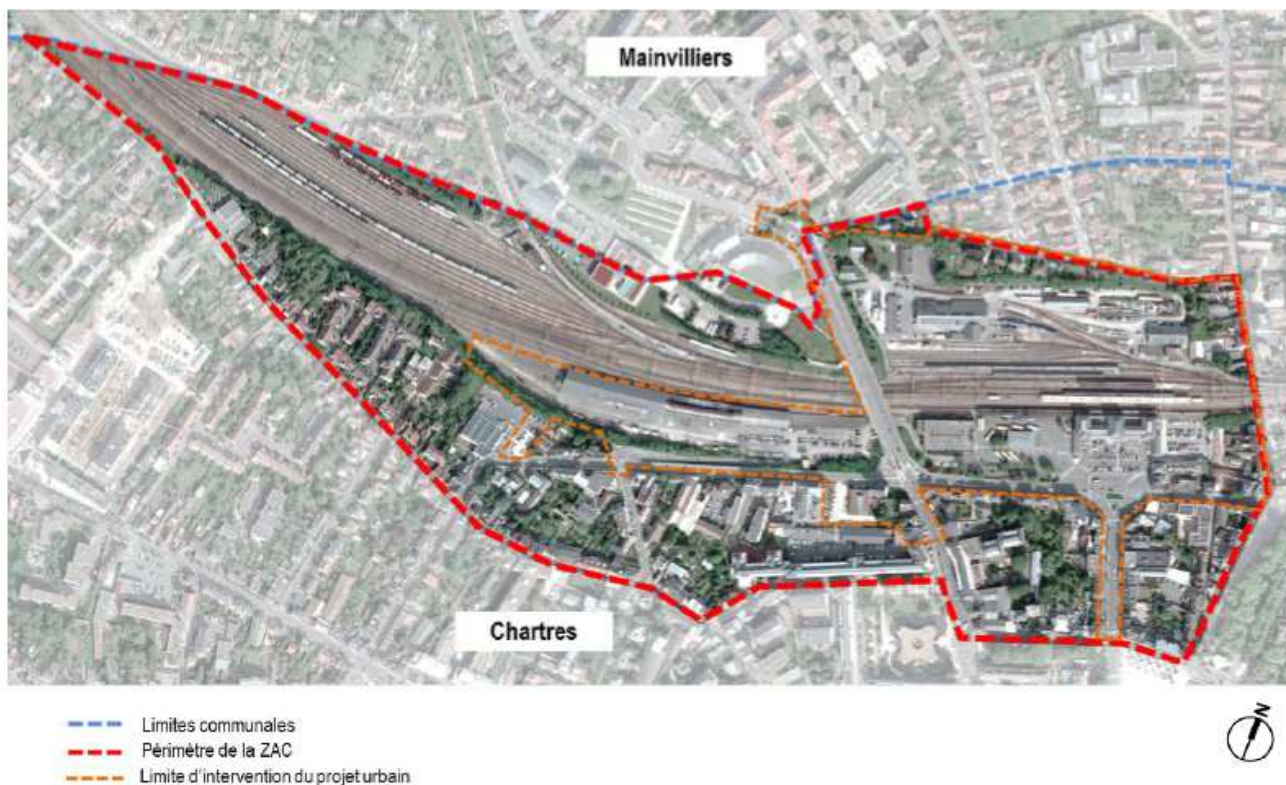 Mainvilliers
Chartres
Limites communales
Périmètre de la ZAC
Limite d'intervention du projet urbain
N